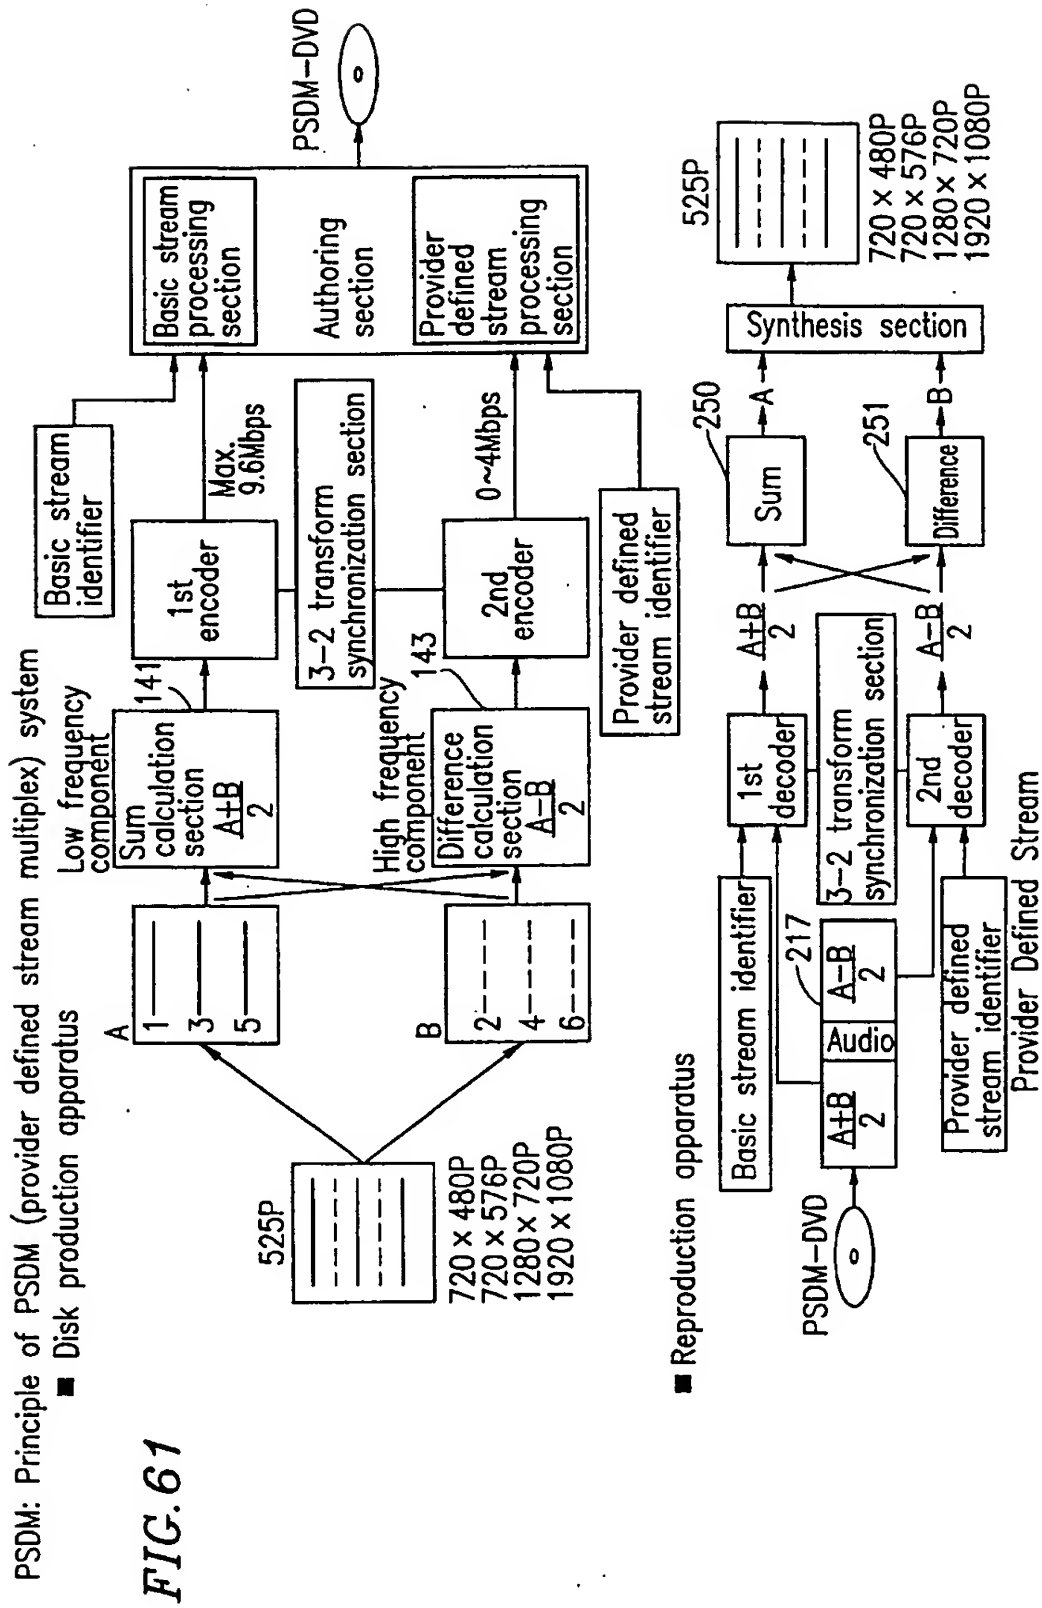 FIG.61
PSDM: Principle of PSDM (provider defined stream multiplex) system
■ Disk production apparatus
525P
720 × 480P
720 × 576P
1280 × 720P
1920 × 1080P
A
1
3
5
B
2
4
6
Low frequency
component
Sum
calculation
section
A+B
2
141
High frequency
component
Difference
calculation
section
A−B
2
143
1st
encoder
3−2 transform
synchronization section
2nd
encoder
Basic stream
identifier
Max.
9.6Mbps
0~4Mbps
Provider defined
stream identifier
Basic stream
processing
section
Authoring
section
Provider
defined
stream
processing
section
PSDM−DVD
■ Reproduction apparatus
PSDM−DVD
A+B
2
Audio
A−B
2
217
Basic stream identifier
Provider defined
stream identifier
Provider Defined Stream
1st
decoder
3−2 transform
synchronization section
2nd
decoder
A+B
2
A−B
2
Sum
250
Difference
251
A
B
Synthesis section
525P
720 × 480P
720 × 576P
1280 × 720P
1920 × 1080P